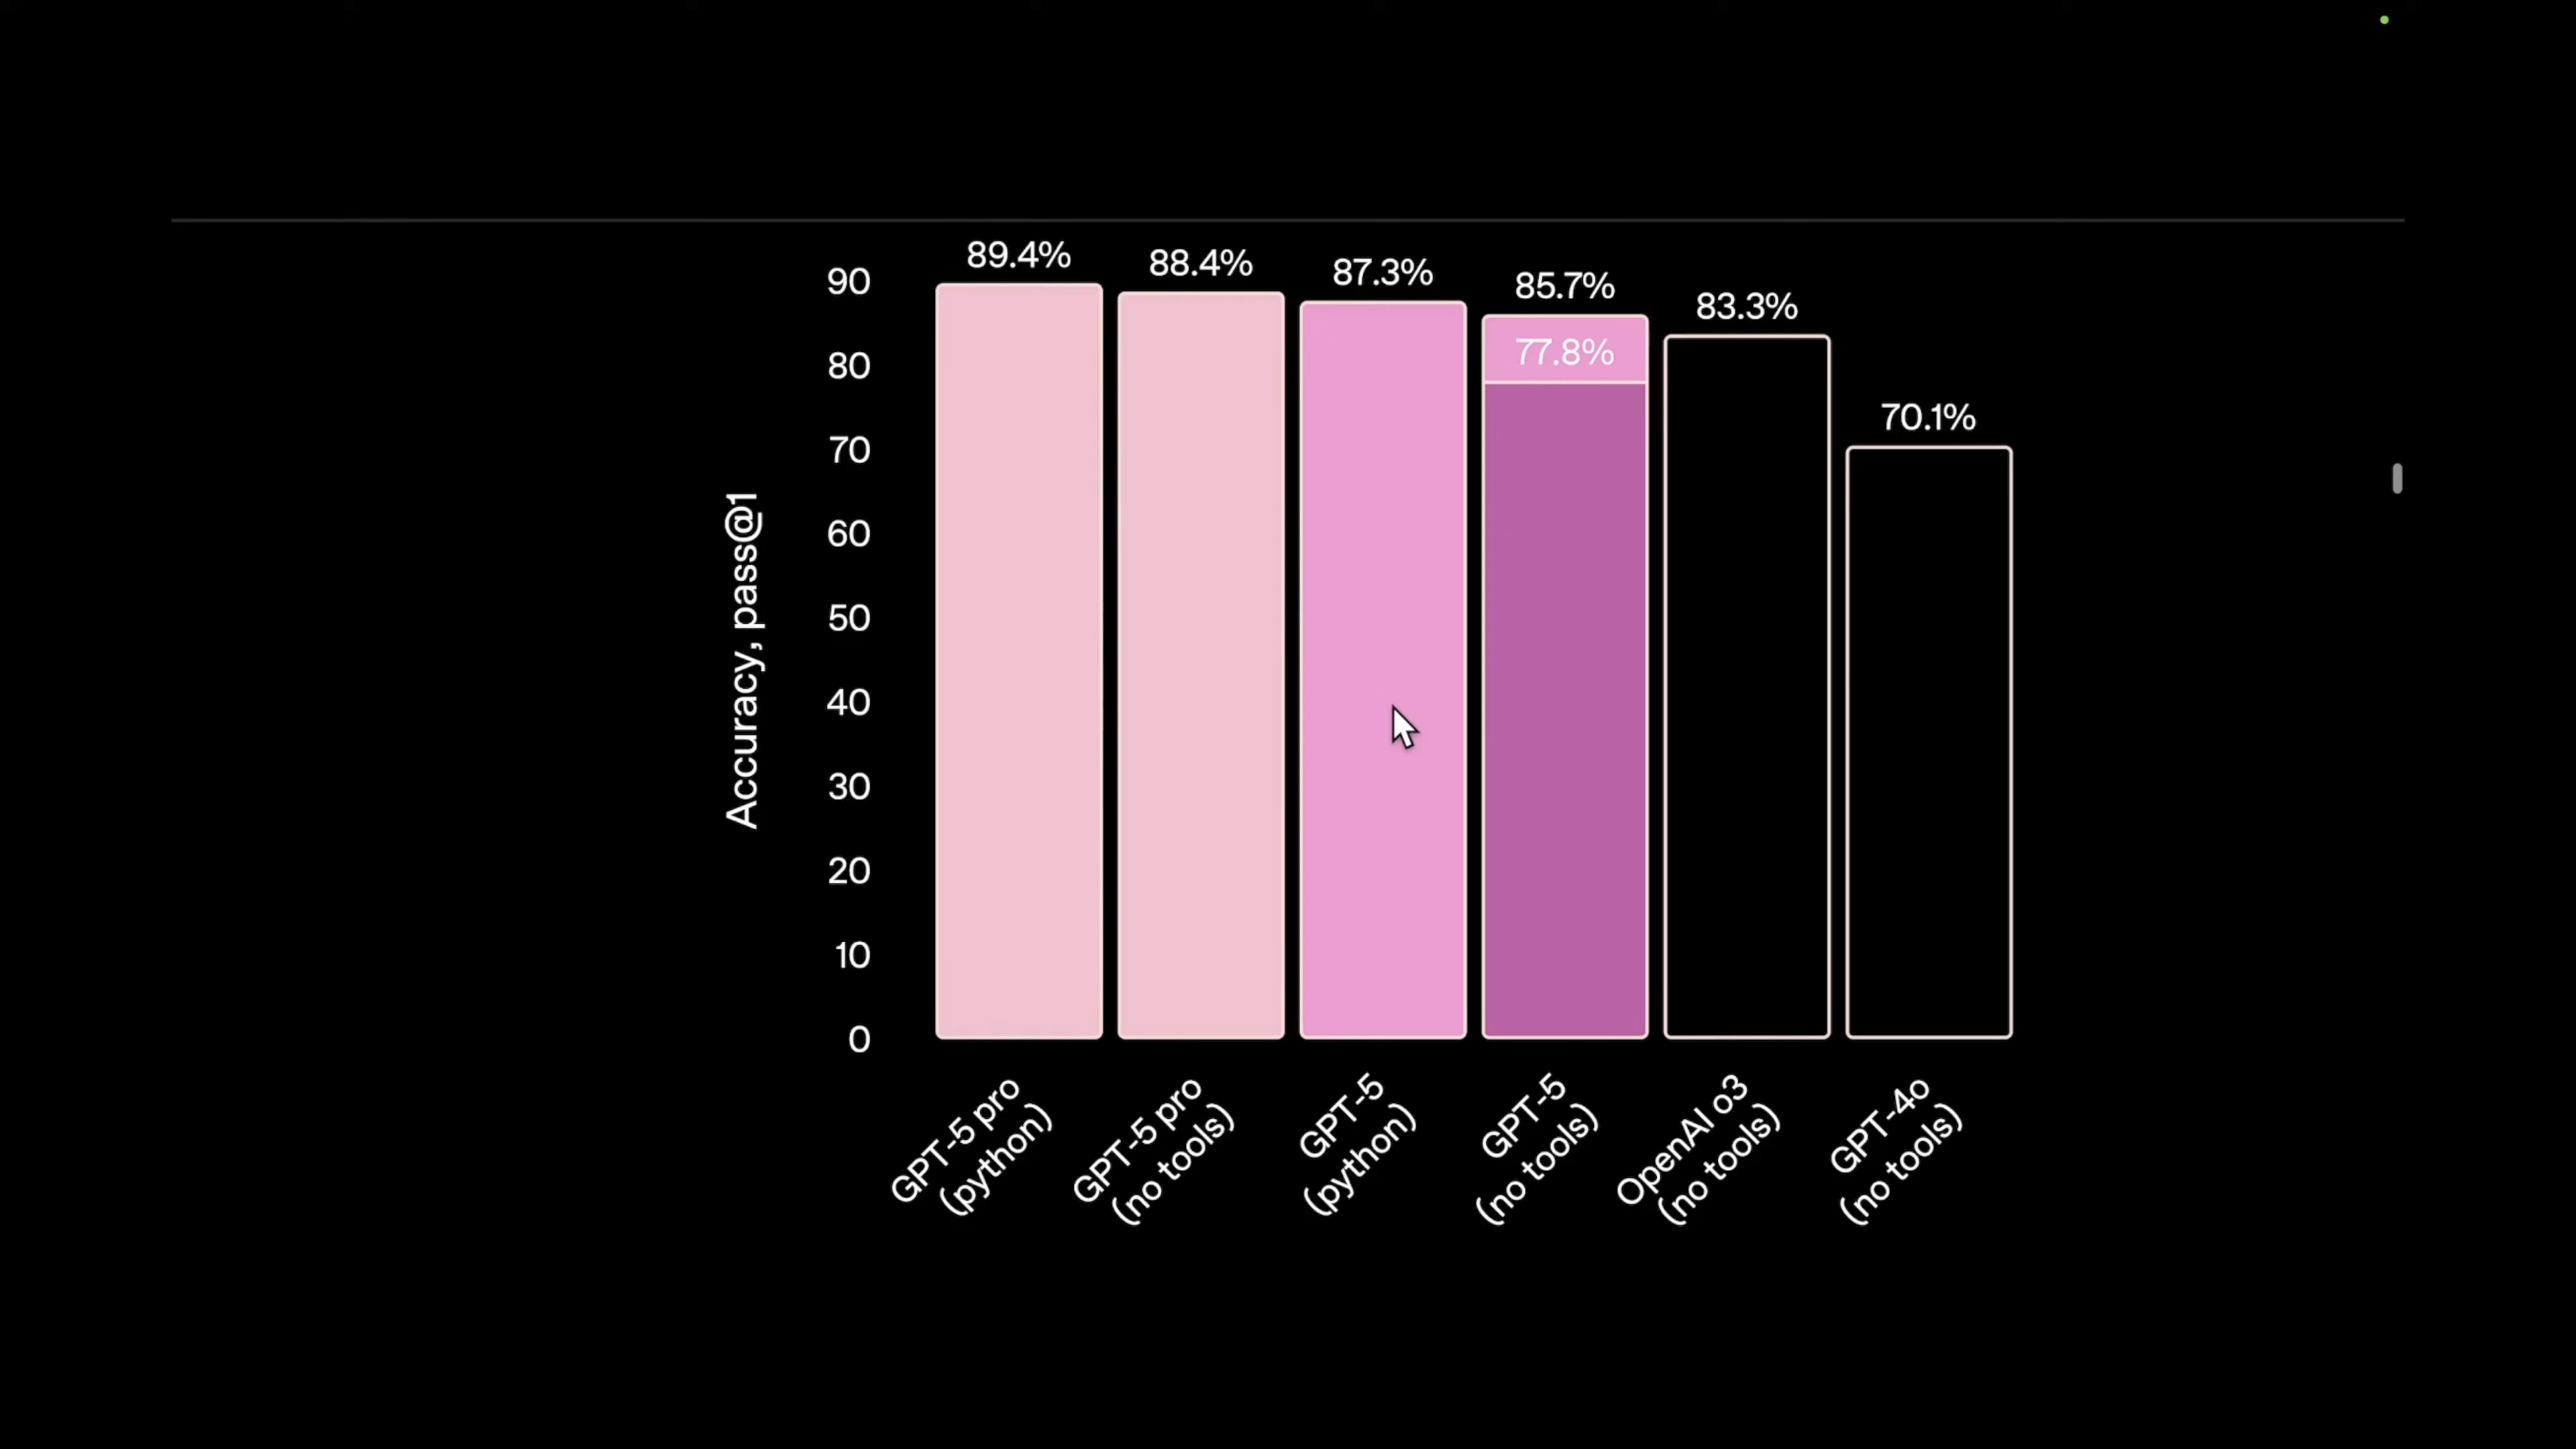 89.4%
88.4%
87.3%
85.7%
83.3%
77.8%
70.1%
90
80
70
60
50
40
30
20
10
0
Accuracy, pass@1
GPT-5 pro
(python)
GPT-5 pro
(no tools)
GPT-5
(python)
GPT-5
(no tools)
OpenAI o3
(no tools)
GPT-4o
(no tools)